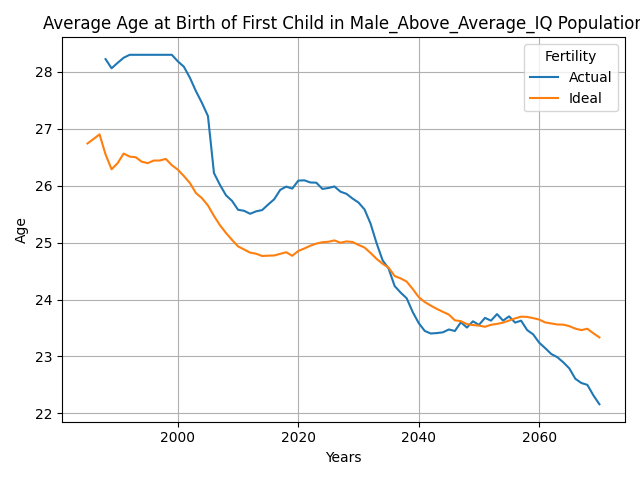 Average Age at Birth of First Child in Male_Above_Average_IQ Population
Fertility
Actual
Ideal
28
27
26
25
24
23
22
Age
2000
2020
2040
2060
Years